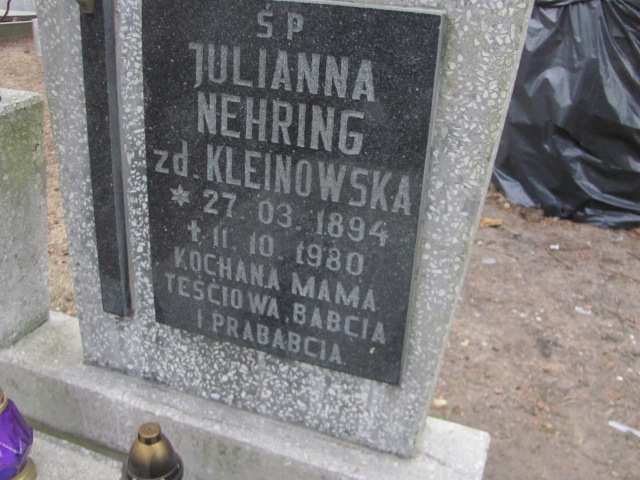 ŚP
JULIANNA
NEHRING
zd. KLEINOWSKA
* 27. 03. 1894
✝ 11. 10. 1980
KOCHANA MAMA
TEŚCIOWA, BABCIA
I PRABABCIA